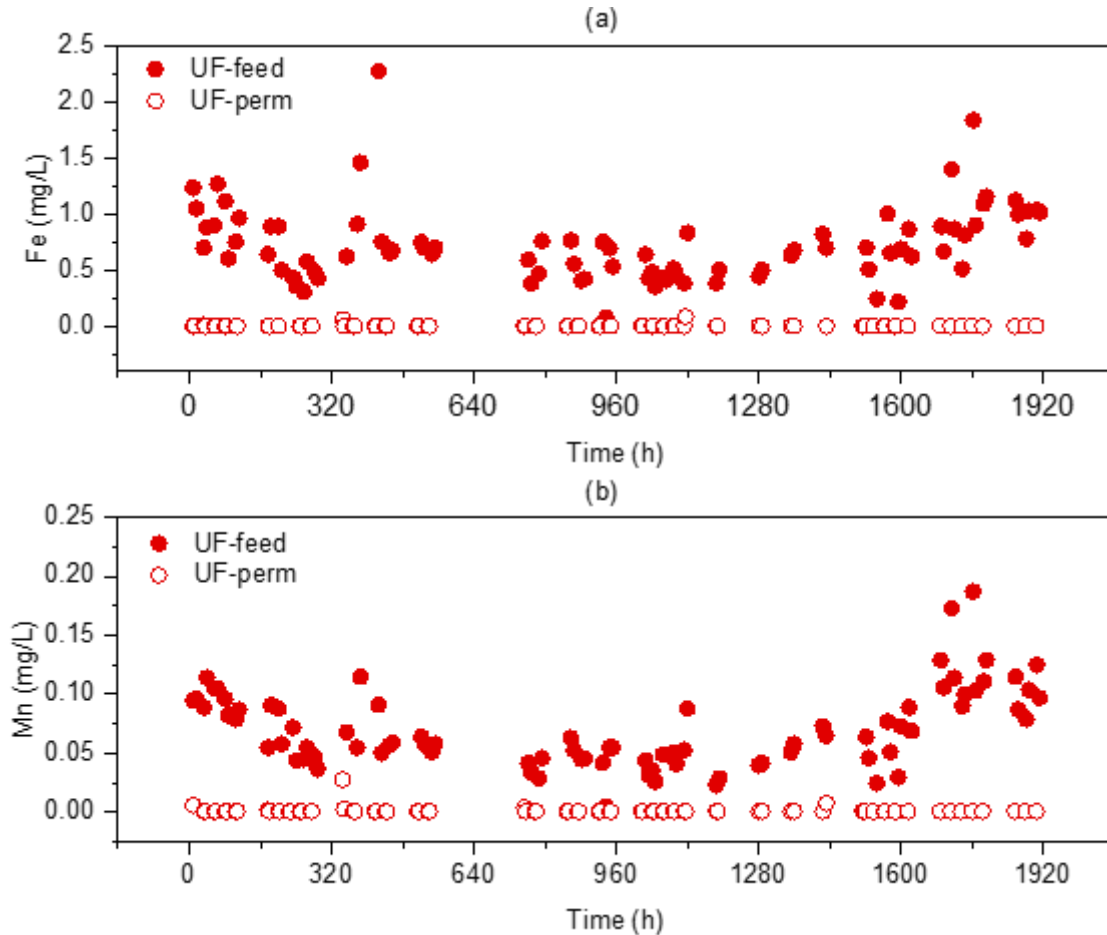 (a)
2.5
2.0
1.5
1.0
0.5
0.0
Fe (mg/L)
UF-feed
UF-perm
0 320 640 960 1280 1600 1920
Time (h)
(b)
0.25
0.20
0.15
0.10
0.05
0.00
Mn (mg/L)
UF-feed
UF-perm
0 320 640 960 1280 1600 1920
Time (h)